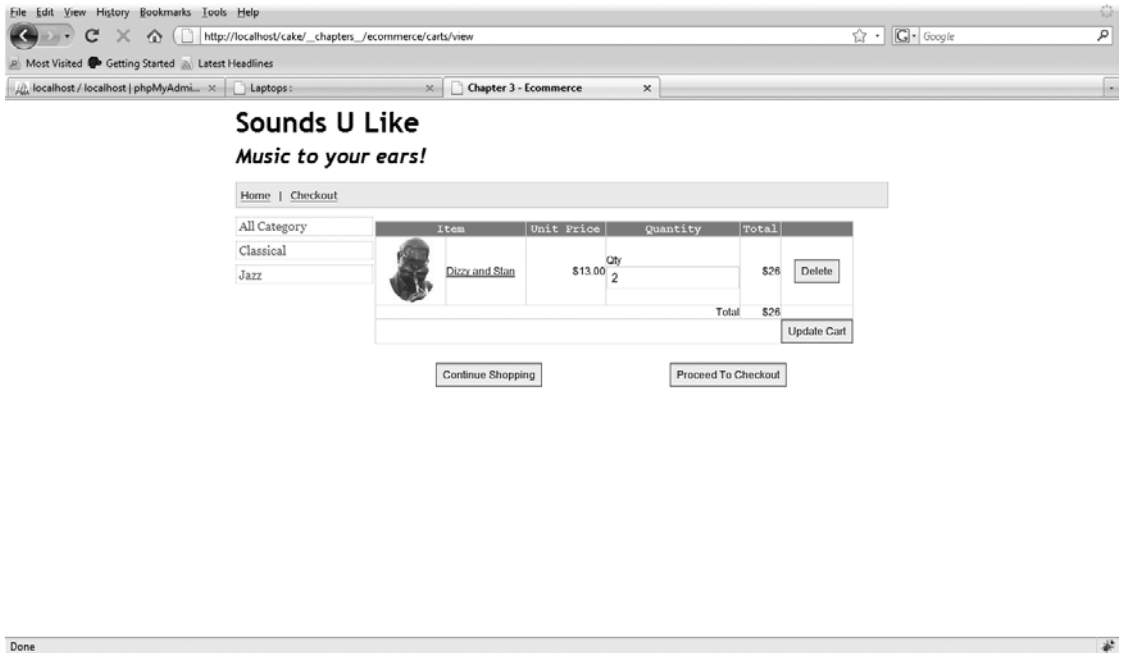 File Edit View History Bookmarks Tools Help
http://localhost/cake/__chapters__/ecommerce/carts/view
G Google
Most Visited Getting Started Latest Headlines
localhost / localhost | phpMyAdmi...
Laptops:
Chapter 3 - Ecommerce
Sounds U Like
Music to your ears!
Home | Checkout
All Category
Classical
Jazz
Item Unit Price Quantity Total
Dizzy and Stan $13.00 Qty 2 $26 Delete
Total $26
Update Cart
Continue Shopping Proceed To Checkout
Done